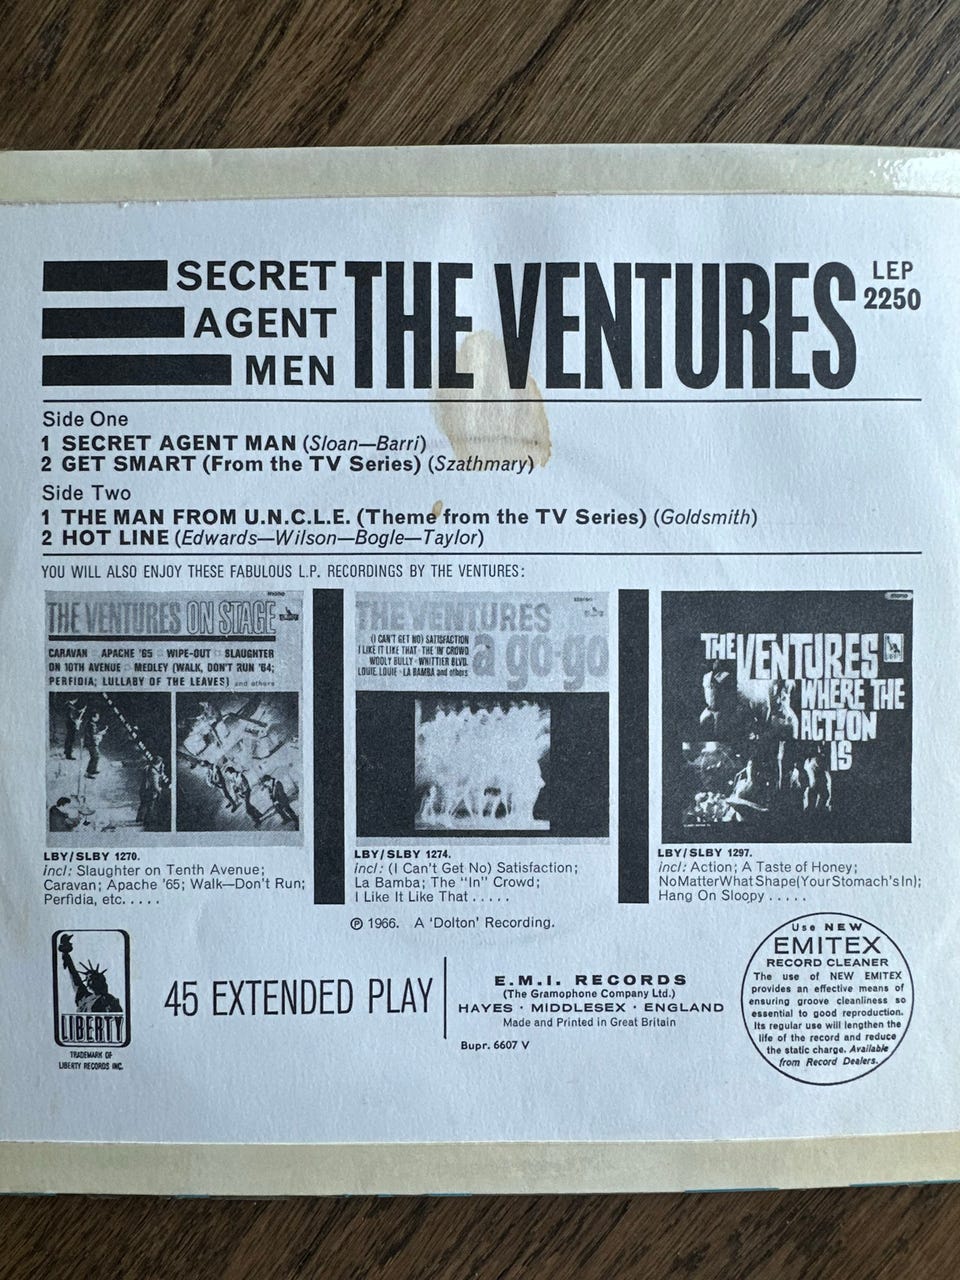 SECRET
AGENT
MEN
THE VENTURES
LEP
2250
Side One
1 SECRET AGENT MAN (Sloan—Barri)
2 GET SMART (From the TV Series) (Szathmary)
Side Two
1 THE MAN FROM U.N.C.L.E. (Theme from the TV Series) (Goldsmith)
2 HOT LINE (Edwards—Wilson—Bogle—Taylor)
YOU WILL ALSO ENJOY THESE FABULOUS L.P. RECORDINGS BY THE VENTURES:
mono
THE VENTURES ON STAGE
CARAVAN APACHE '65 WIPE-OUT SLAUGHTER
ON 10TH AVENUE MEDLEY (WALK, DON'T RUN '64;
PERFIDIA; LULLABY OF THE LEAVES) and others
LBY/SLBY 1270.
incl: Slaughter on Tenth Avenue;
Caravan; Apache '65; Walk—Don't Run;
Perfidia, etc.....
stereo
THE VENTURES
a go-go
(I CAN'T GET NO) SATISFACTION
I LIKE IT LIKE THAT · THE 'IN' CROWD
WOOLY BULLY · WHITTIER BLVD.
LOUIE, LOUIE · LA BAMBA and others
LBY/SLBY 1274.
incl: (I Can't Get No) Satisfaction;
La Bamba; The "In" Crowd;
I Like It Like That .....
mono
THE VENTURES
WHERE THE
ACTION
IS
LBY/SLBY 1297.
incl: Action; A Taste of Honey;
NoMatterWhatShape(YourStomach'sIn);
Hang On Sloopy .....
℗ 1966. A 'Dolton' Recording.
LIBERTY
TRADEMARK OF
LIBERTY RECORDS INC.
45 EXTENDED PLAY
E.M.I. RECORDS
(The Gramophone Company Ltd.)
HAYES · MIDDLESEX · ENGLAND
Made and Printed in Great Britain
Bupr. 6607 V
Use NEW
EMITEX
RECORD CLEANER
The use of NEW EMITEX
provides an effective means of
ensuring groove cleanliness so
essential to good reproduction.
Its regular use will lengthen the
life of the record and reduce
the static charge. Available
from Record Dealers.